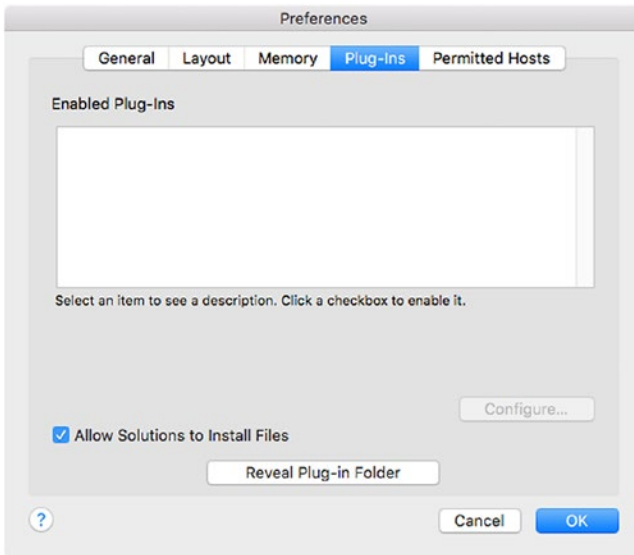 Preferences
General Layout Memory Plug-Ins Permitted Hosts
Enabled Plug-Ins
Select an item to see a description. Click a checkbox to enable it.
Configure...
Allow Solutions to Install Files
Reveal Plug-in Folder
? Cancel OK